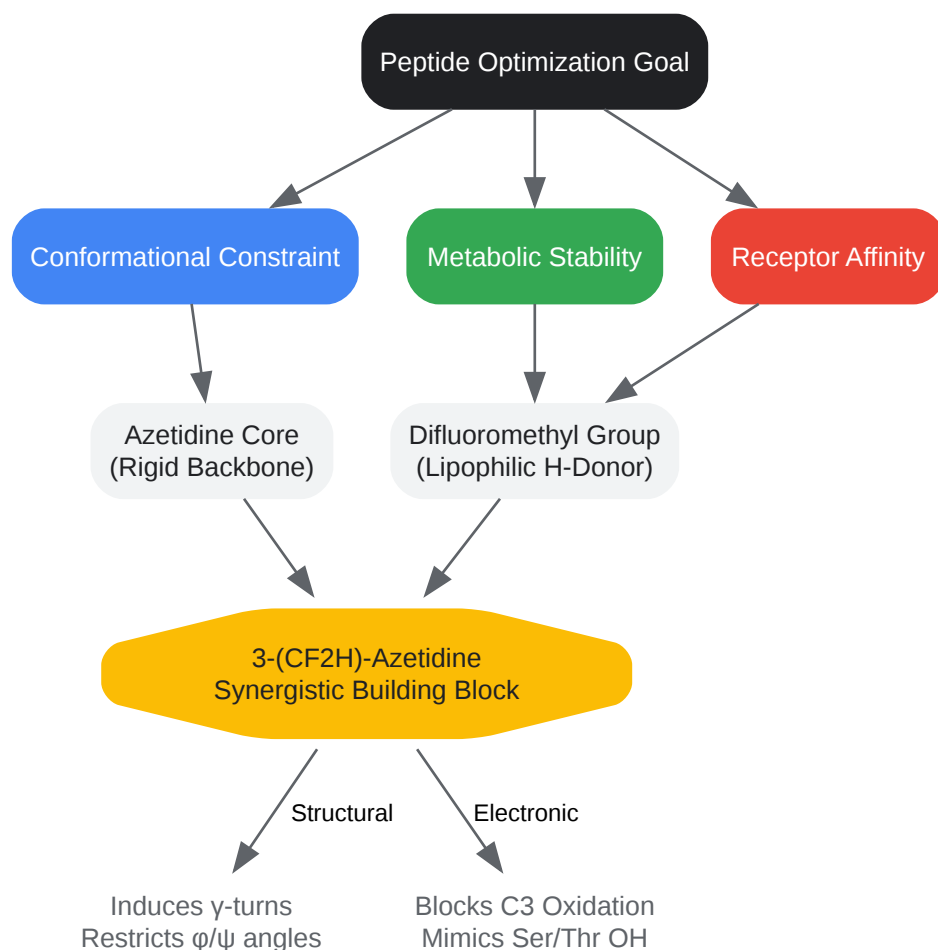 Peptide Optimization Goal
Conformational Constraint
Metabolic Stability
Receptor Affinity
Azetidine Core
(Rigid Backbone)
Difluoromethyl Group
(Lipophilic H-Donor)
3-(CF2H)-Azetidine
Synergistic Building Block
Structural
Electronic
Induces γ-turns
Restricts φ/ψ angles
Blocks C3 Oxidation
Mimics Ser/Thr OH